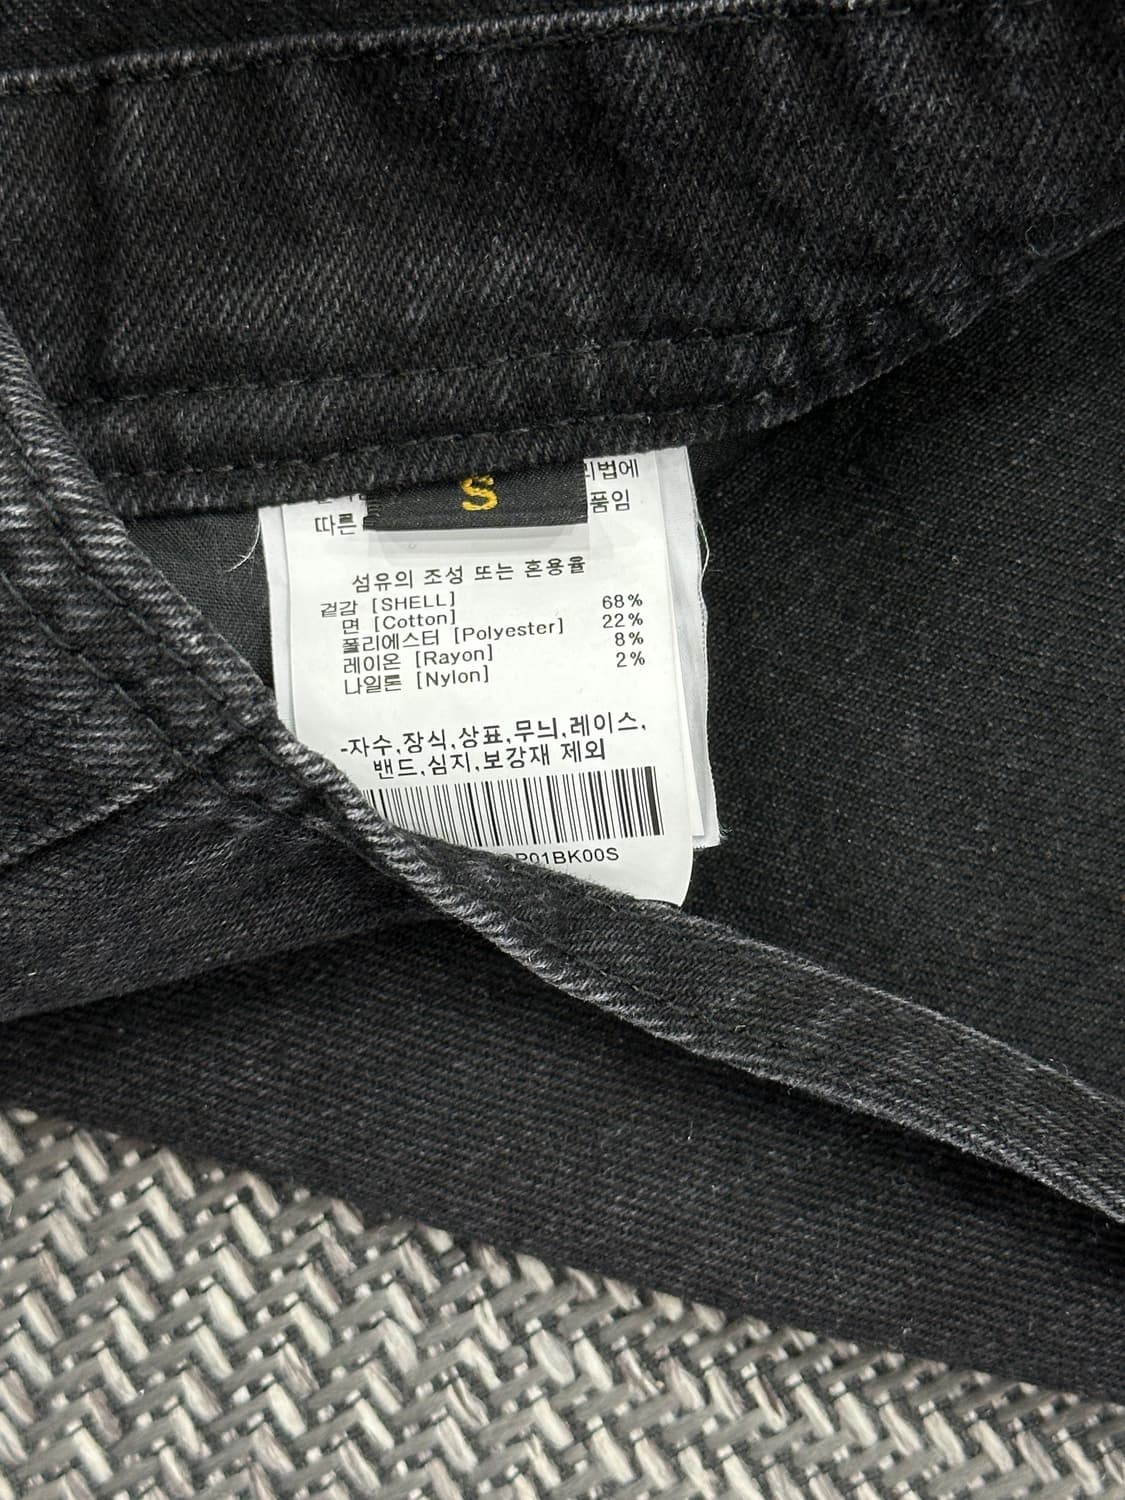 리법에
S
따른
품임
섬유의 조성 또는 혼용율
겉감 [SHELL]
면 [Cotton] 68%
폴리에스터 [Polyester] 22%
레이온 [Rayon] 8%
나일론 [Nylon] 2%
-자수,장식,상표,무늬,레이스,
밴드,심지,보강재 제외
P01BK00S